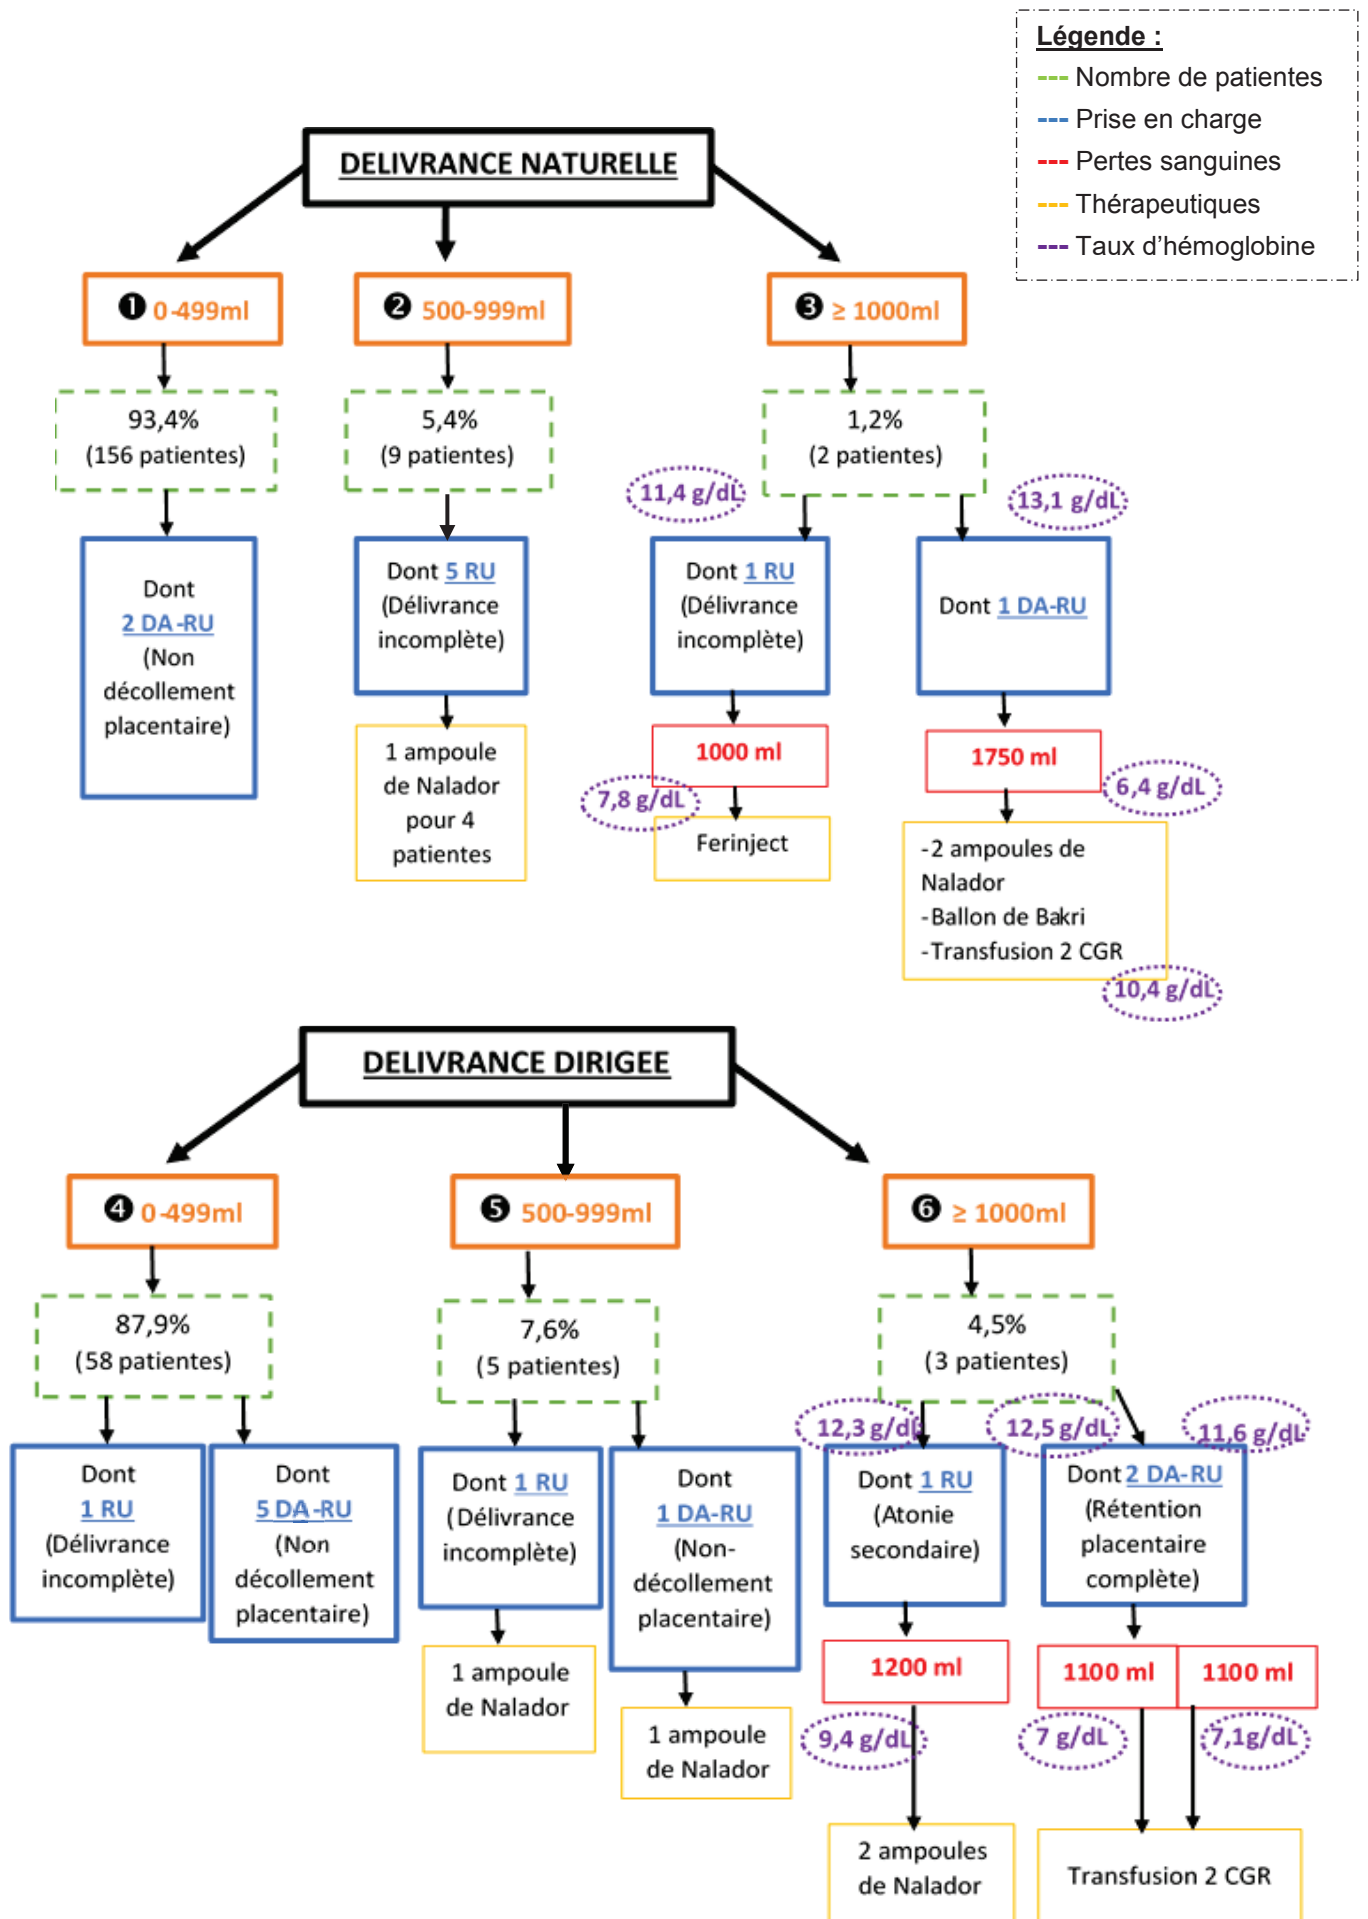 Légende :
--- Nombre de patientes
--- Prise en charge
--- Pertes sanguines
--- Thérapeutiques
--- Taux d’hémoglobine
DELIVRANCE NATURELLE
❶ 0-499ml
❷ 500-999ml
❸ ≥ 1000ml
93,4%
(156 patientes)
5,4%
(9 patientes)
1,2%
(2 patientes)
11,4 g/dL
13,1 g/dL
Dont
2 DA-RU
(Non
décollement
placentaire)
Dont 5 RU
(Délivrance
incomplète)
Dont 1 RU
(Délivrance
incomplète)
Dont 1 DA-RU
1 ampoule
de Nalador
pour 4
patientes
1000 ml
1750 ml
7,8 g/dL
6,4 g/dL
Ferinject
-2 ampoules de
Nalador
-Ballon de Bakri
-Transfusion 2 CGR
10,4 g/dL
DELIVRANCE DIRIGEE
❹ 0-499ml
❺ 500-999ml
❻ ≥ 1000ml
87,9%
(58 patientes)
7,6%
(5 patientes)
4,5%
(3 patientes)
12,3 g/dL
12,5 g/dL
11,6 g/dL
Dont
1 RU
(Délivrance
incomplète)
Dont
5 DA-RU
(Non
décollement
placentaire)
Dont 1 RU
(Délivrance
incomplète)
Dont
1 DA-RU
(Non-
décollement
placentaire)
Dont 1 RU
(Atonie
secondaire)
Dont 2 DA-RU
(Rétention
placentaire
complète)
1 ampoule
de Nalador
1 ampoule
de Nalador
1200 ml
1100 ml
1100 ml
9,4 g/dL
7 g/dL
7,1g/dL
2 ampoules
de Nalador
Transfusion 2 CGR